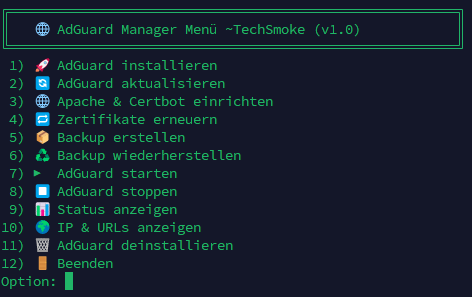 🌐 AdGuard Manager Menü ~TechSmoke (v1.0)
1) 🚀 AdGuard installieren
2) 🔄 AdGuard aktualisieren
3) 🌐 Apache & Certbot einrichten
4) 🔁 Zertifikate erneuern
5) 📦 Backup erstellen
6) ♻️ Backup wiederherstellen
7) ▶ AdGuard starten
8) ⏹️ AdGuard stoppen
9) 📊 Status anzeigen
10) 🌍 IP & URLs anzeigen
11) 🗑️ AdGuard deinstallieren
12) 🚪 Beenden
Option: